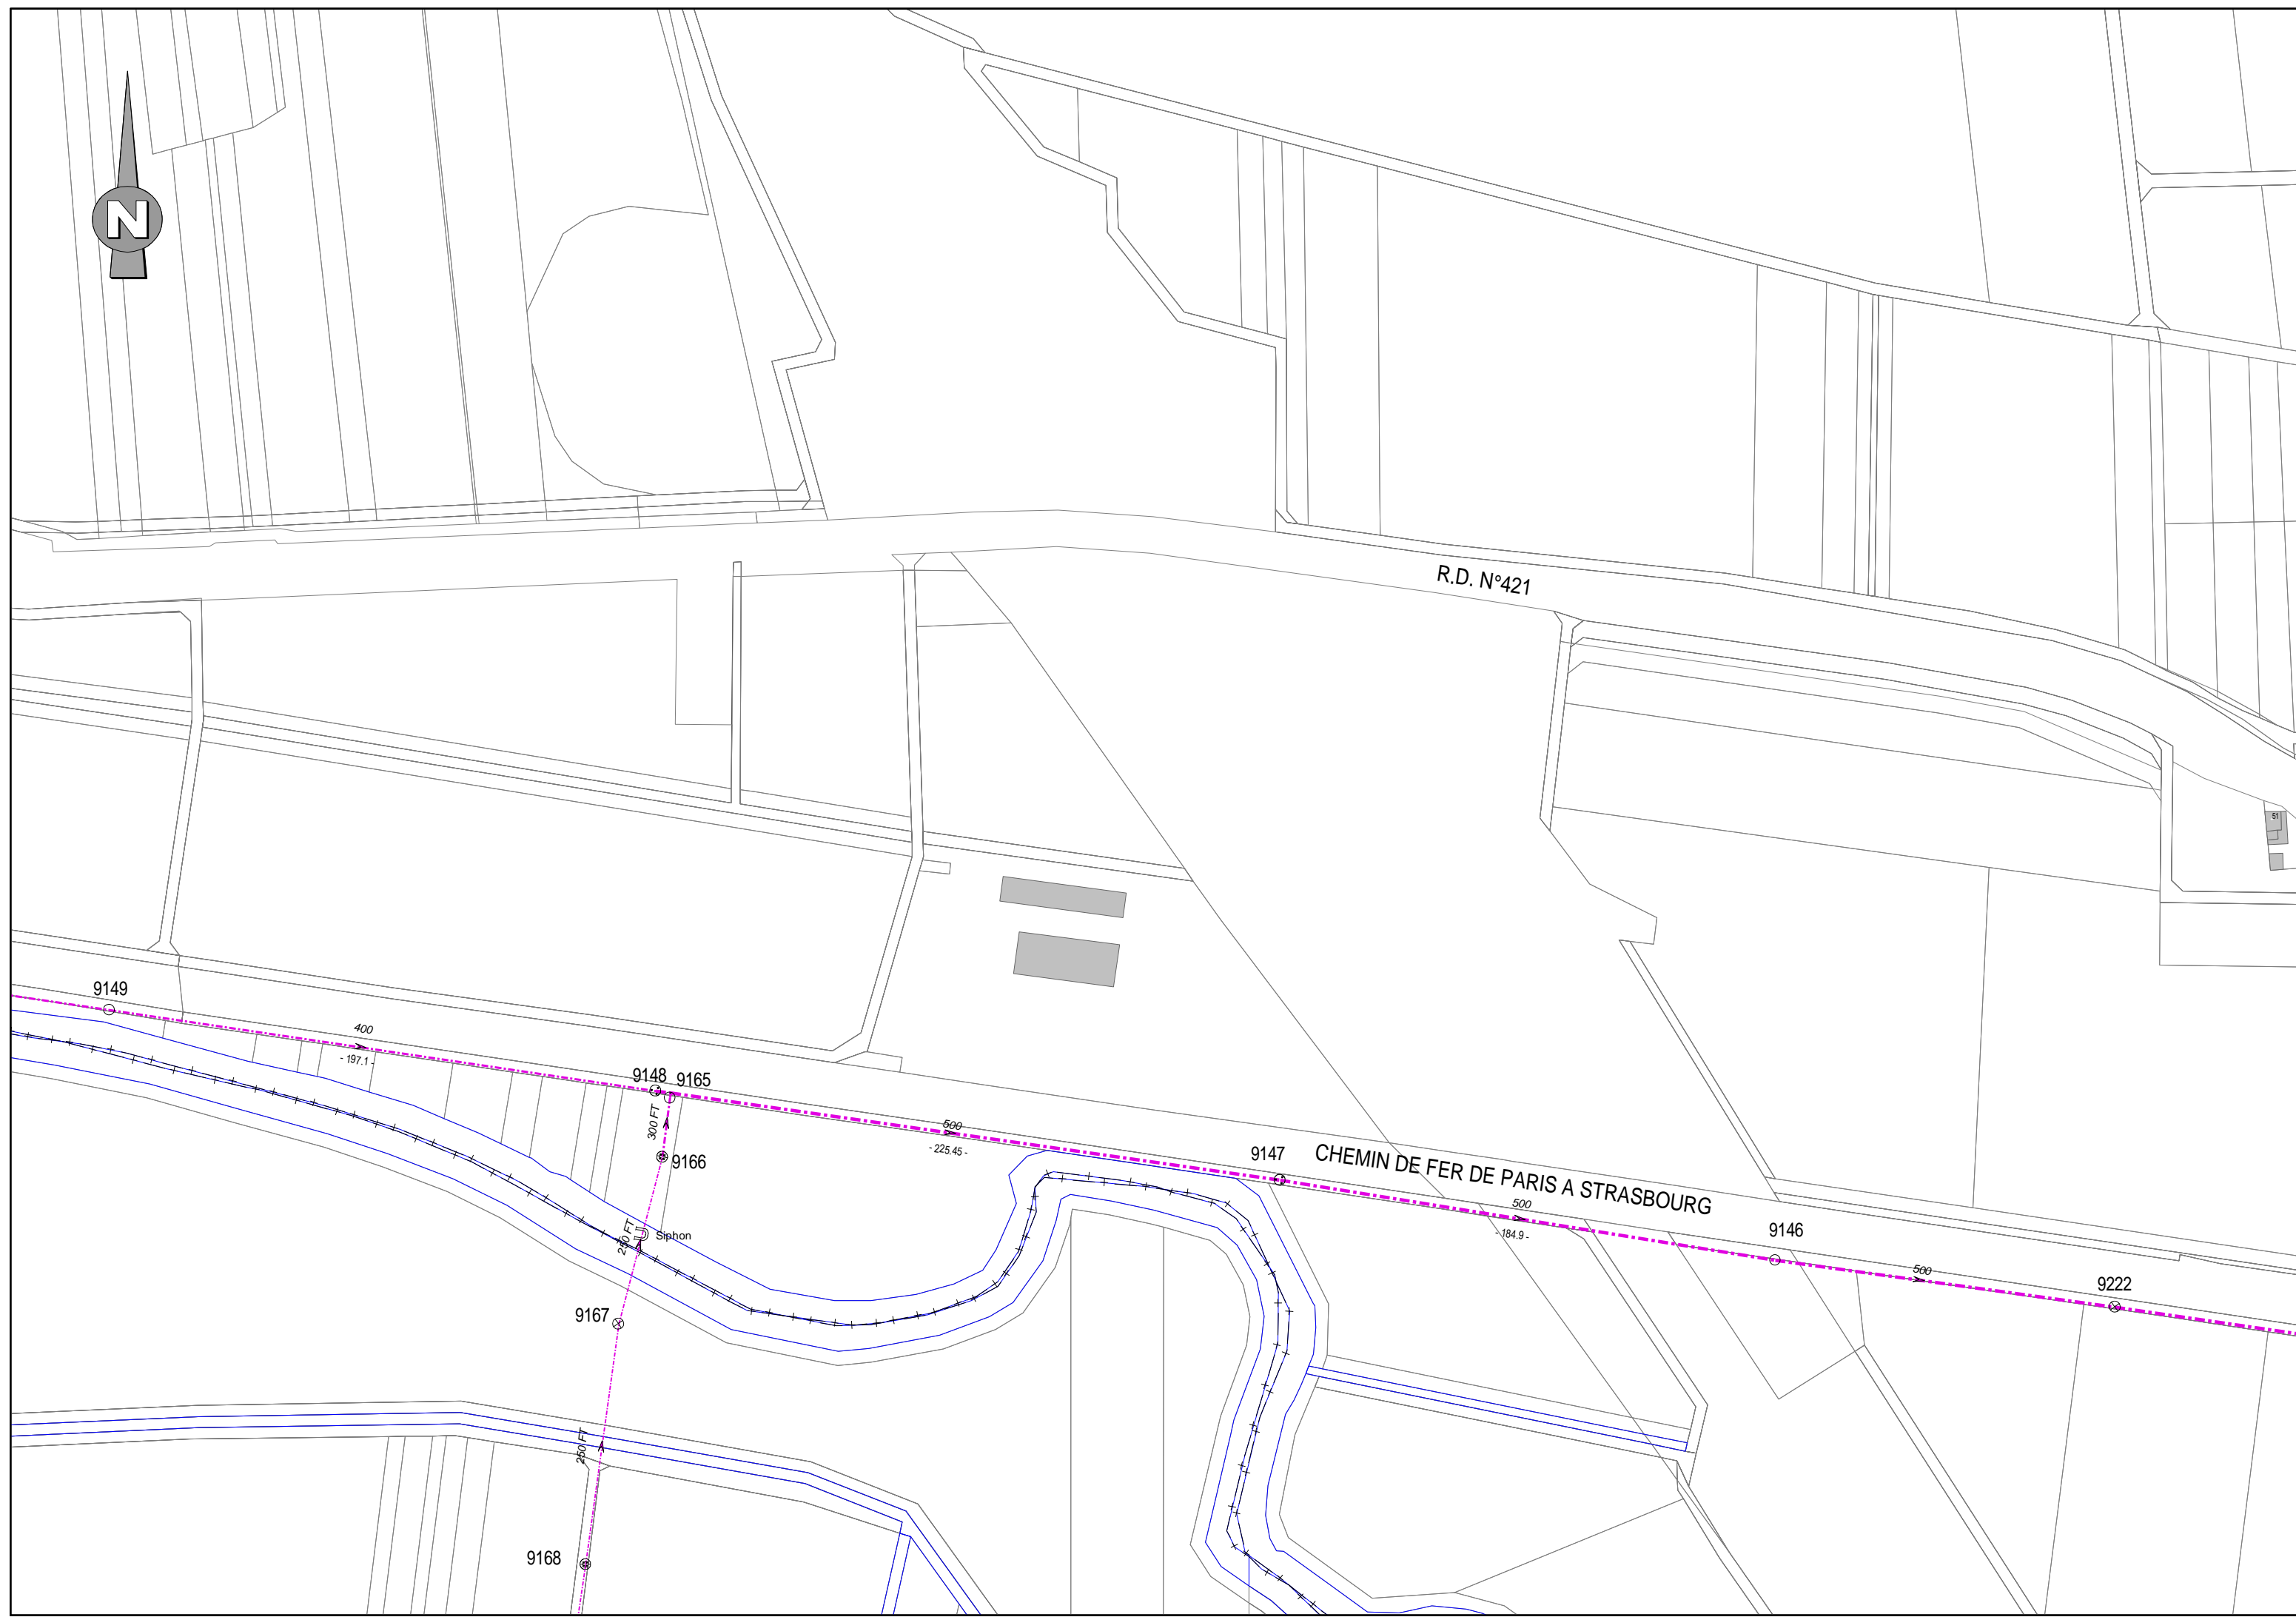 N
R.D. N°421
51
9149
400
- 197.1 -
9148
9165
300 FT
9166
500
- 225.45 -
9147
CHEMIN DE FER DE PARIS A STRASBOURG
500
- 184.9 -
9146
500
9222
250 FT
Siphon
9167
250 FT
9168